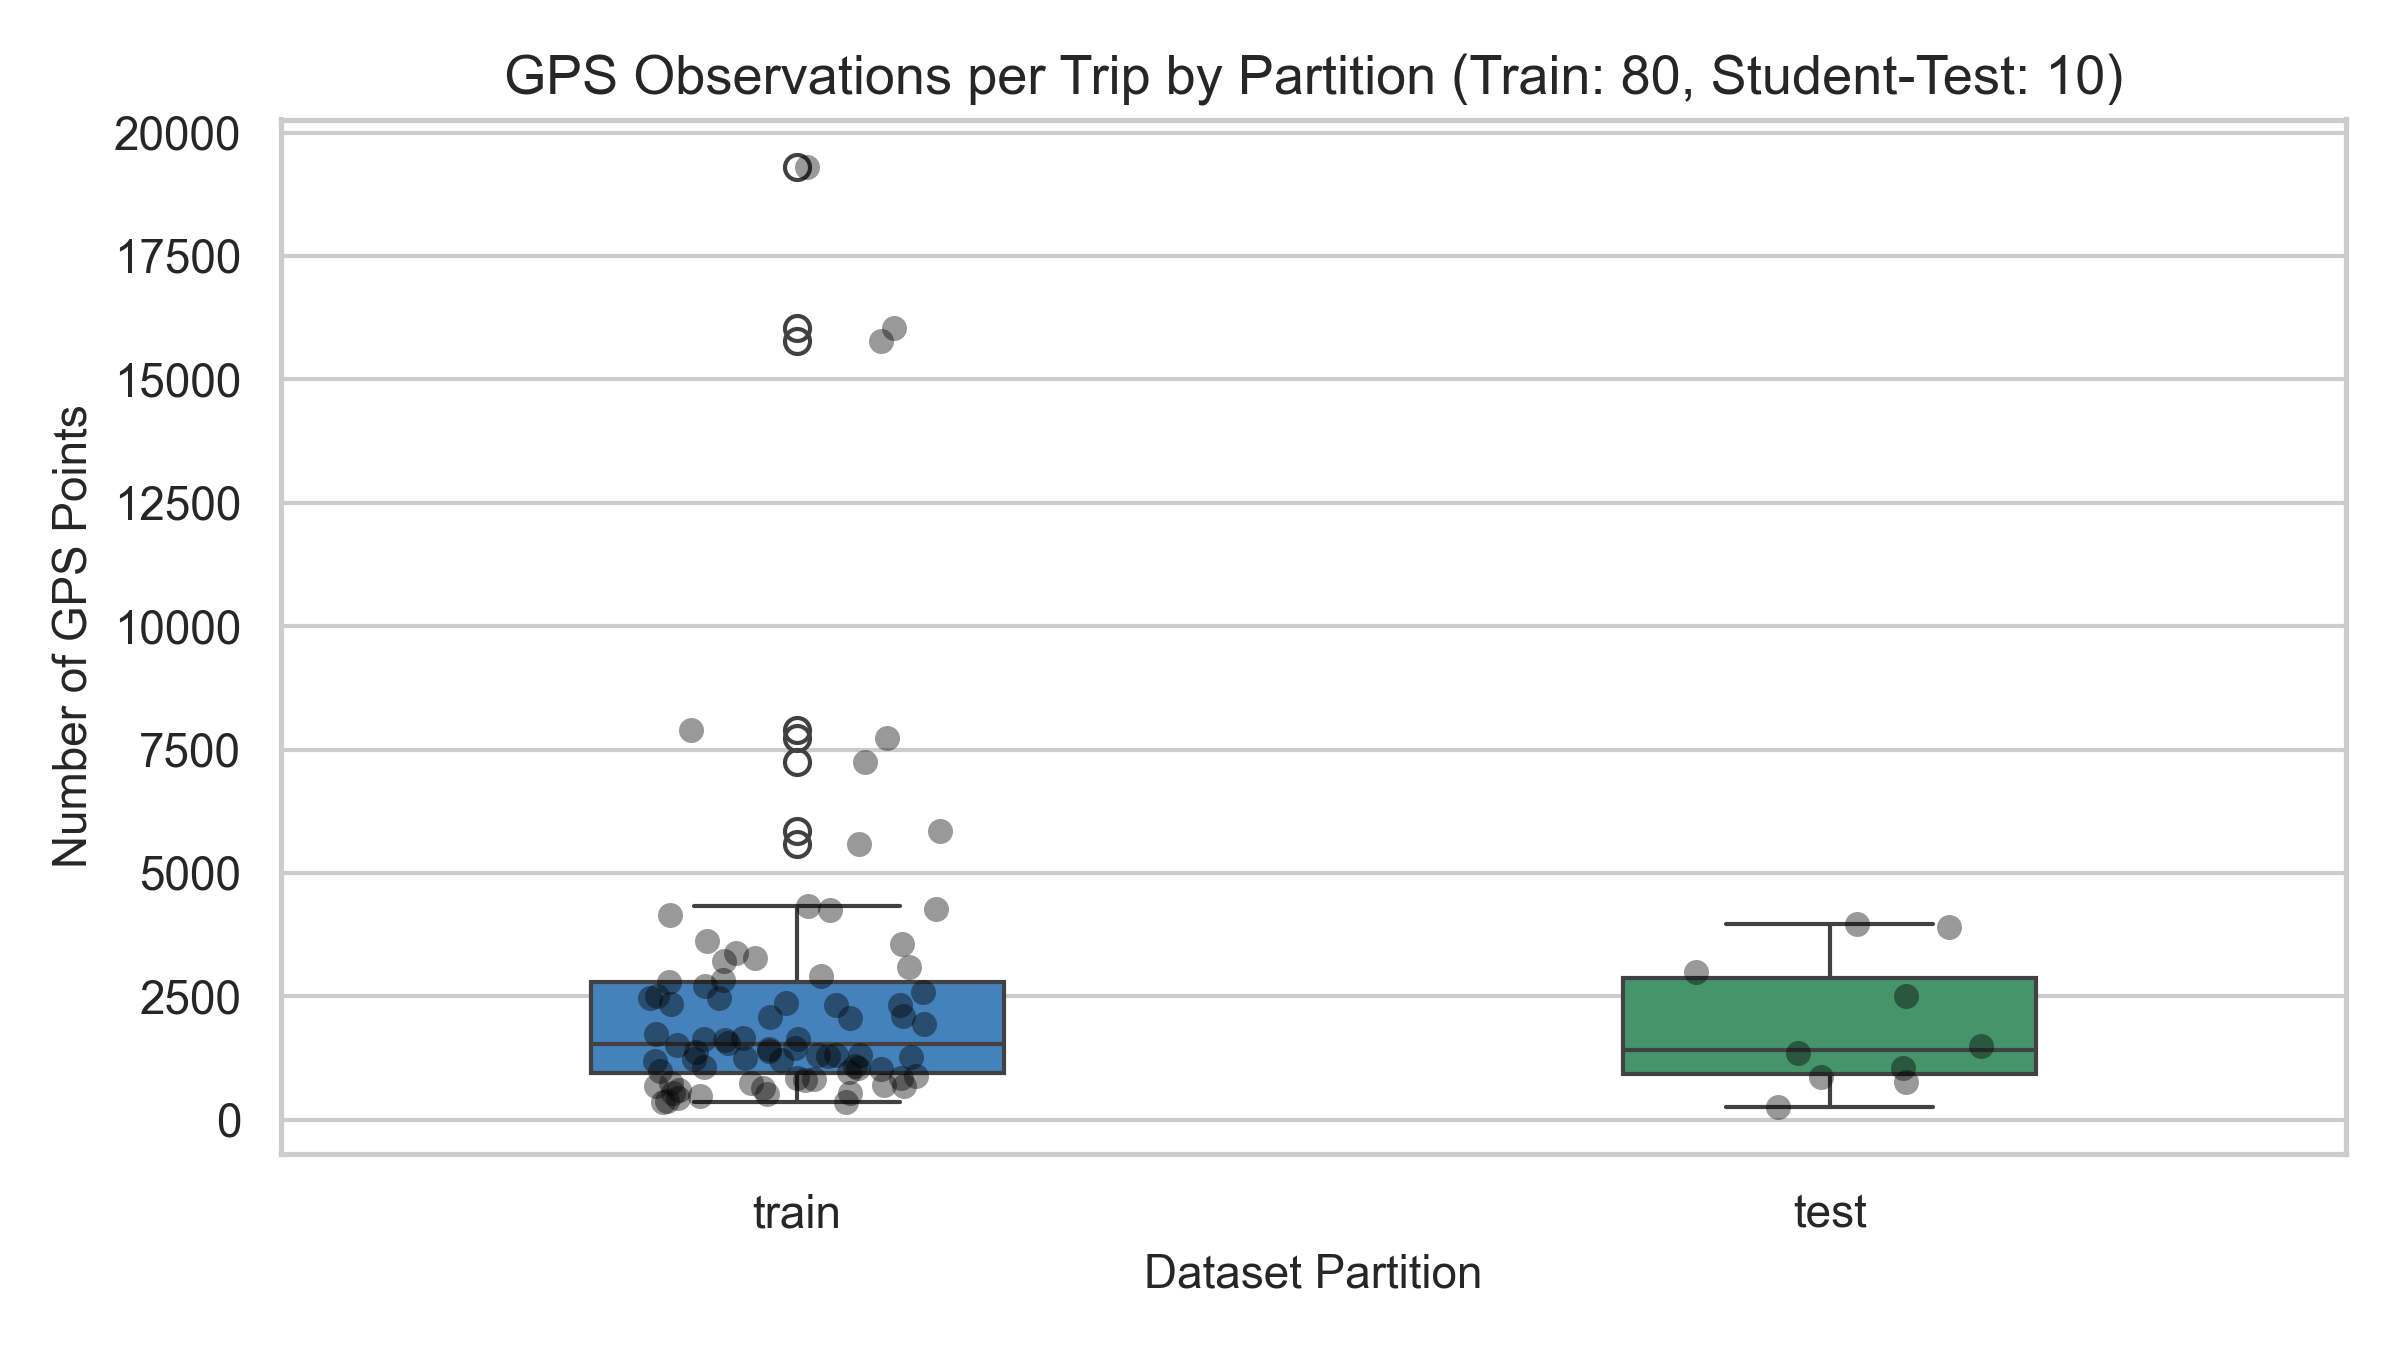 GPS Observations per Trip by Partition (Train: 80, Student-Test: 10)
20000
17500
15000
12500
10000
7500
5000
2500
0
Number of GPS Points
train
test
Dataset Partition